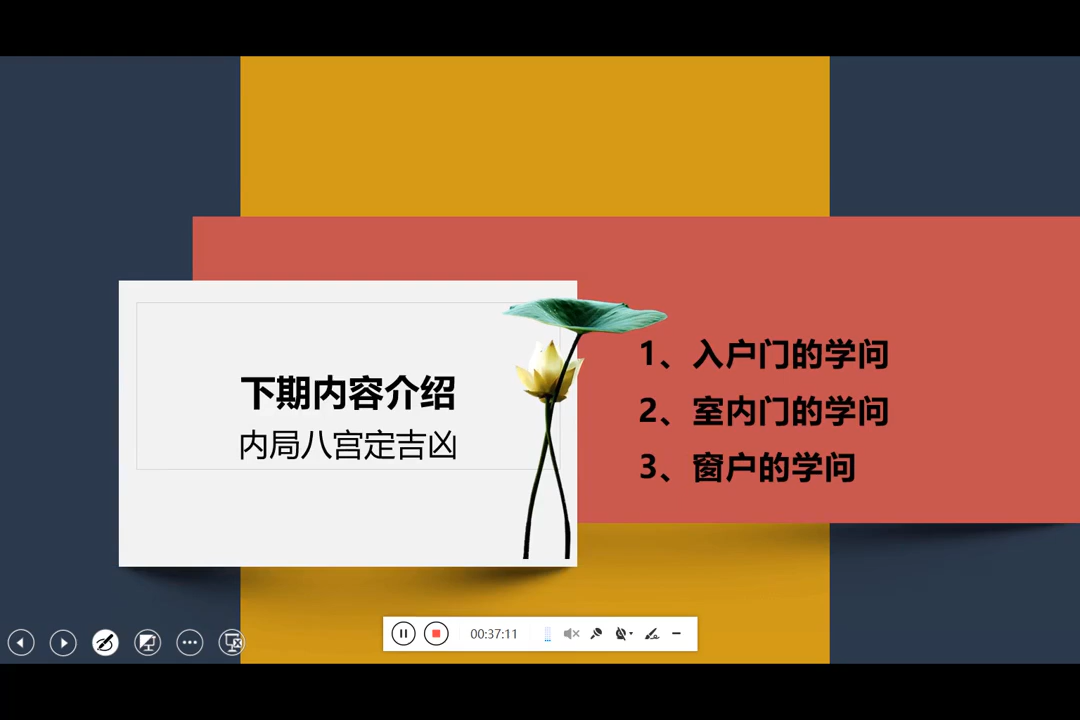 下期内容介绍
内局八宫定吉凶
1、入户门的学问
2、室内门的学问
3、窗户的学问
00:37:11